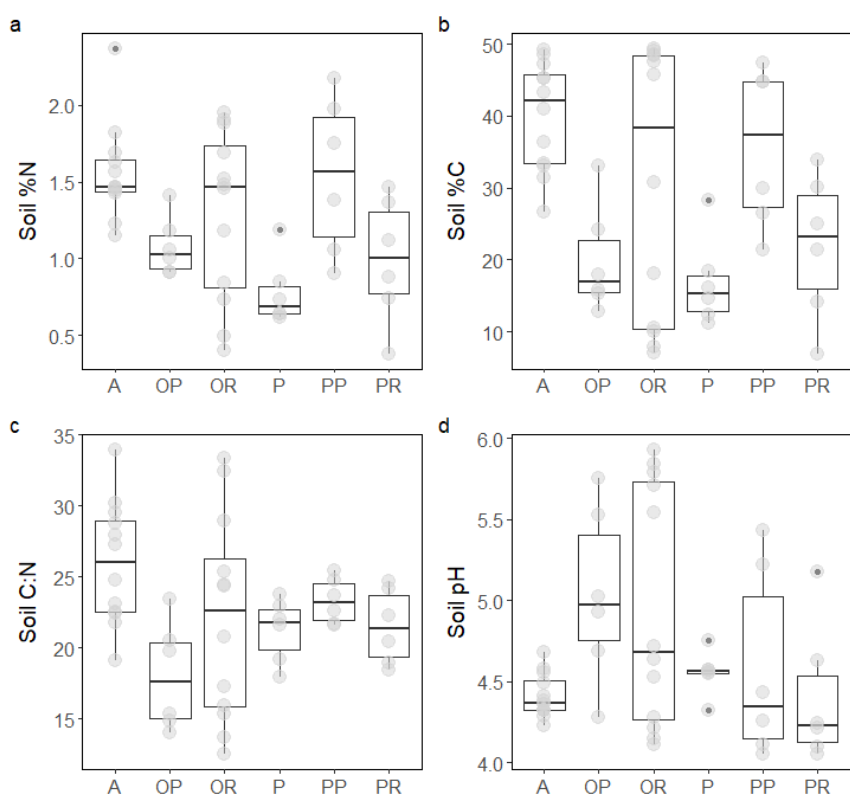 a
Soil %N
2.0
1.5
1.0
0.5
A OP OR P PP PR
b
Soil %C
50
40
30
20
10
A OP OR P PP PR
c
Soil C:N
35
30
25
20
15
A OP OR P PP PR
d
Soil pH
6.0
5.5
5.0
4.5
4.0
A OP OR P PP PR